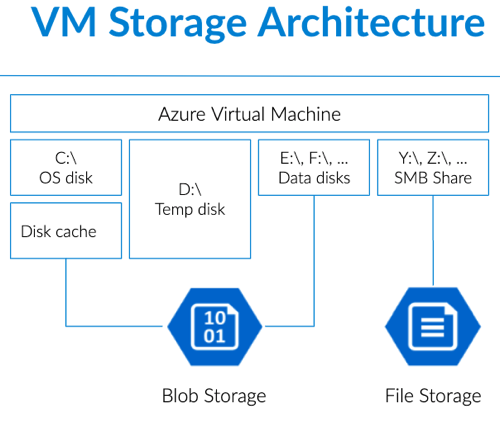 VM Storage Architecture
Azure Virtual Machine
C:\
OS disk
D:\
Temp disk
E:\, F:\, ...
Data disks
Y:\, Z:\, ...
SMB Share
Disk cache
10
01
Blob Storage
File Storage